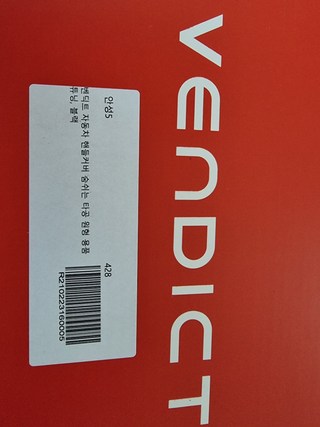 VENDICT
안성5
벤딕트 자동차 핸들커버 숨쉬는 타공 원형 용품
튜닝, 블랙
428
R210223160005